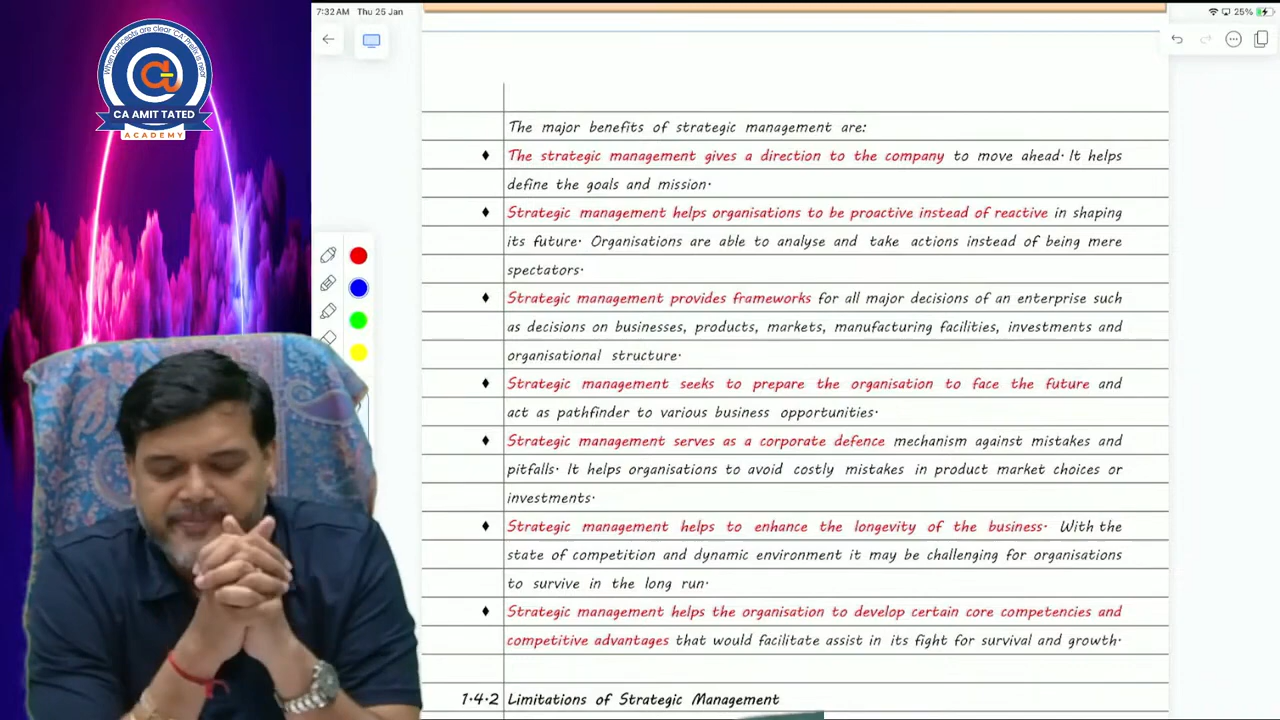 7:32 AM Thu 25 Jan
25%
When concepts are clear 'CA' Prefix is near
CA AMIT TATED
ACADEMY
The major benefits of strategic management are:
♦ The strategic management gives a direction to the company to move ahead. It helps
define the goals and mission.
♦ Strategic management helps organisations to be proactive instead of reactive in shaping
its future. Organisations are able to analyse and take actions instead of being mere
spectators.
♦ Strategic management provides frameworks for all major decisions of an enterprise such
as decisions on businesses, products, markets, manufacturing facilities, investments and
organisational structure.
♦ Strategic management seeks to prepare the organisation to face the future and
act as pathfinder to various business opportunities.
♦ Strategic management serves as a corporate defence mechanism against mistakes and
pitfalls. It helps organisations to avoid costly mistakes in product market choices or
investments.
♦ Strategic management helps to enhance the longevity of the business. With the
state of competition and dynamic environment it may be challenging for organisations
to survive in the long run.
♦ Strategic management helps the organisation to develop certain core competencies and
competitive advantages that would facilitate assist in its fight for survival and growth.
1.4.2 Limitations of Strategic Management